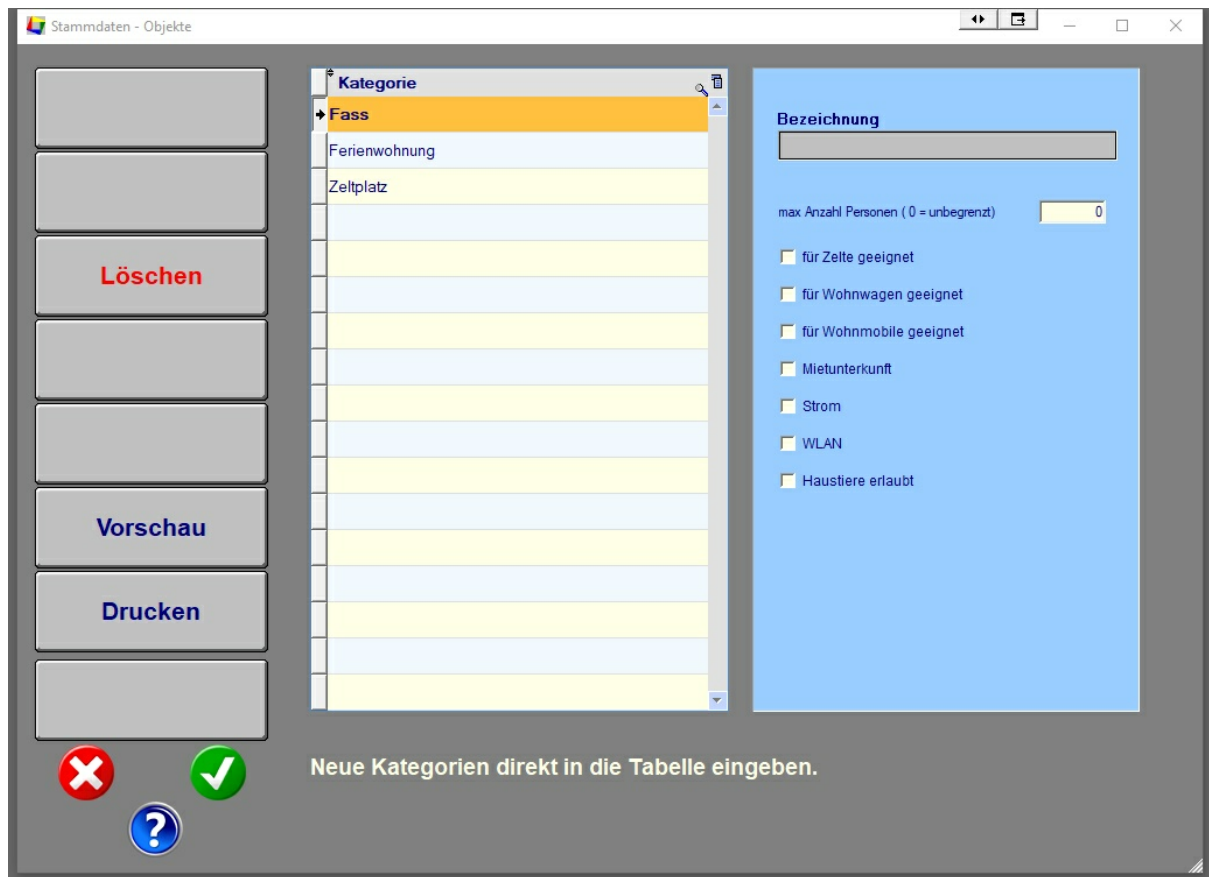 Stammdaten - Objekte
Löschen
Vorschau
Drucken
Kategorie
Fass
Ferienwohnung
Zeltplatz
Bezeichnung
max Anzahl Personen ( 0 = unbegrenzt) 0
für Zelte geeignet
für Wohnwagen geeignet
für Wohnmobile geeignet
Mietunterkunft
Strom
WLAN
Haustiere erlaubt
Neue Kategorien direkt in die Tabelle eingeben.
?